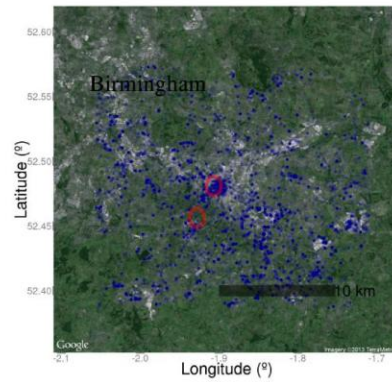 52.60
Birmingham
52.55
52.50
Latitude (º)
52.45
52.40
10 km
Google
Imagery ©2013 TerraMetrics
-2.1
-2.0
-1.9
-1.8
-1.7
Longitude (º)